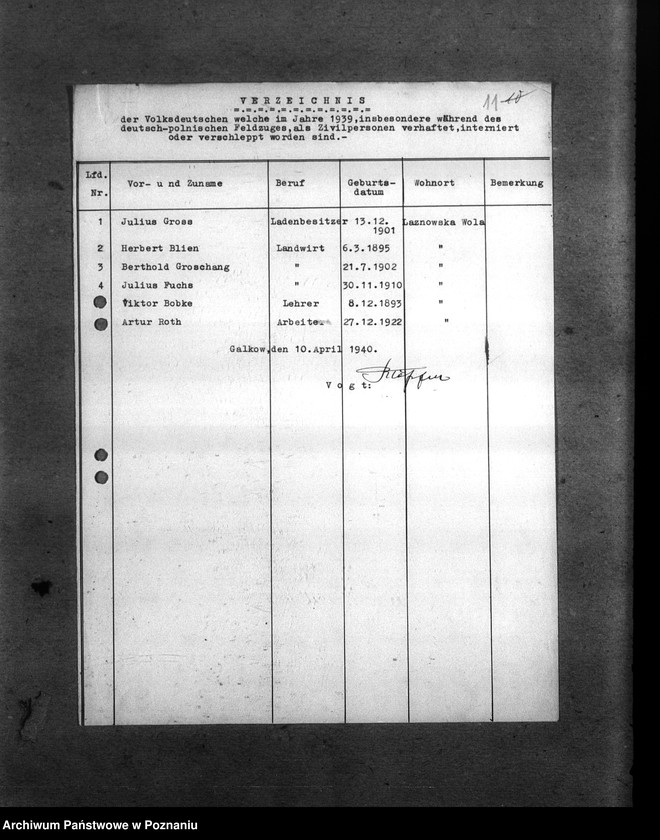 11 10
VERZEICHNIS
=.=.=.=.=.=.=.=.=.=.=.=
der Volksdeutschen welche im Jahre 1939,insbesondere während des
deutsch-polnischen Feldzuges,als Zivilpersonen verhaftet,interniert
oder verschleppt worden sind.-
Lfd. Nr. Vor- und Zuname Beruf Geburts-datum Wohnort Bemerkung
1 Julius Gross Ladenbesitzer 13.12.1901 Laznowska Wola
2 Herbert Blien Landwirt 6.3.1895 "
3 Berthold Groschang " 21.7.1902 "
4 Julius Fuchs " 30.11.1910 "
Viktor Bobke Lehrer 8.12.1893 "
Artur Roth Arbeiter 27.12.1922 "
Galkow,den 10.April 1940.
Vogt:
Archiwum Państwowe w Poznaniu